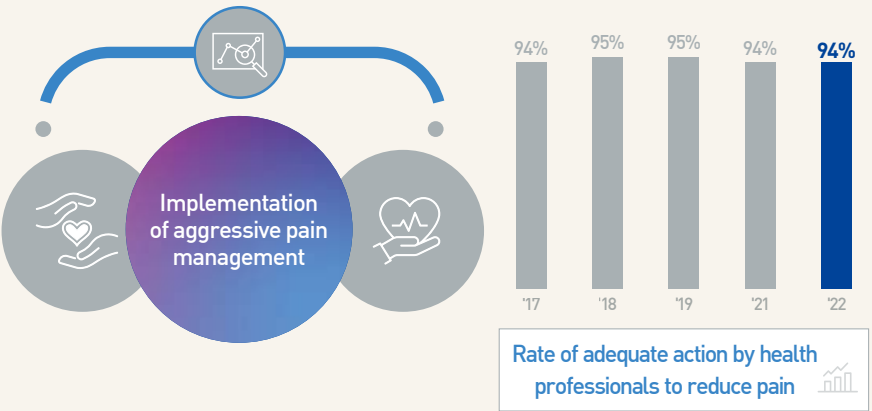 Implementation
of aggressive pain
management
94%
95%
95%
94%
94%
'17
'18
'19
'21
'22
Rate of adequate action by health
professionals to reduce pain